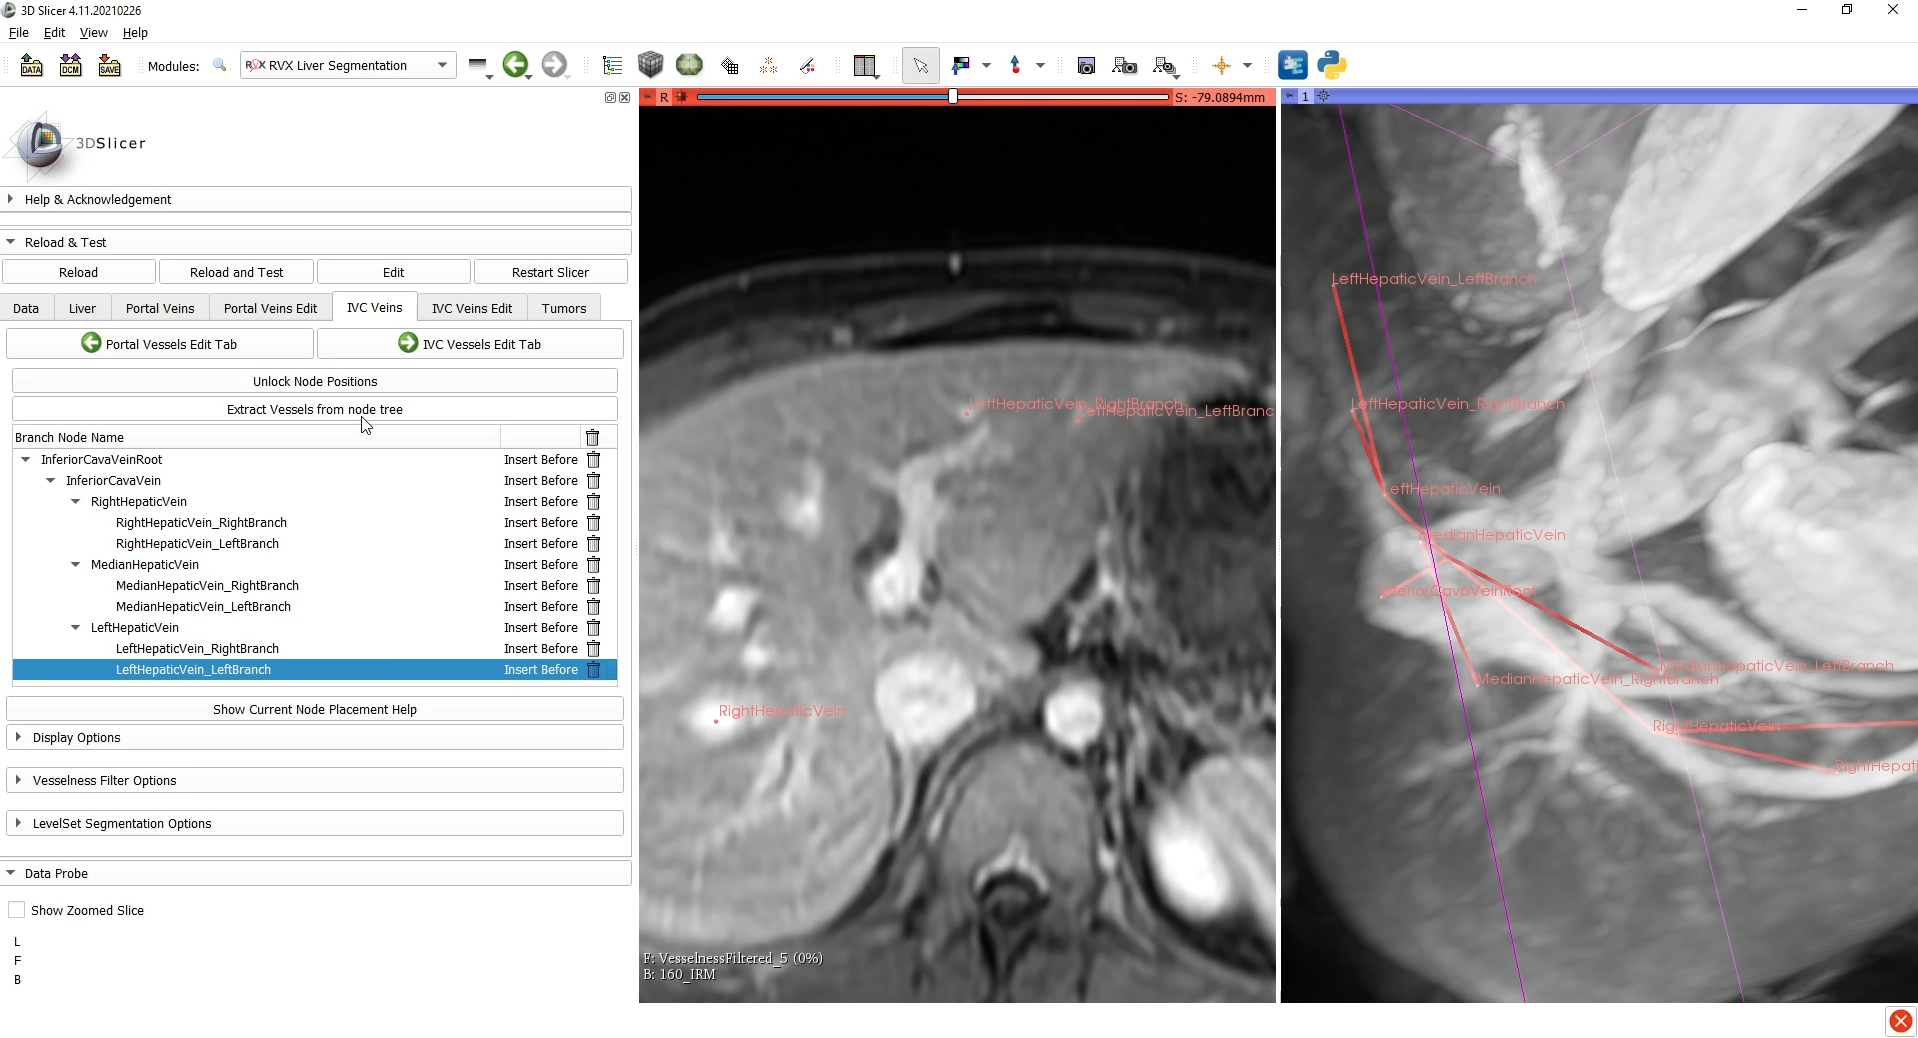 3D Slicer 4.11.20210226
File Edit View Help
DATA DCM SAVE Modules: RVX RVX Liver Segmentation
R S: -79.0894mm
1
3DSlicer
Help & Acknowledgement
Reload & Test
Reload Reload and Test Edit Restart Slicer
Data Liver Portal Veins Portal Veins Edit IVC Veins IVC Veins Edit Tumors
Portal Vessels Edit Tab IVC Vessels Edit Tab
Unlock Node Positions
Extract Vessels from node tree
Branch Node Name
InferiorCavaVeinRoot Insert Before
InferiorCavaVein Insert Before
RightHepaticVein Insert Before
RightHepaticVein_RightBranch Insert Before
RightHepaticVein_LeftBranch Insert Before
MedianHepaticVein Insert Before
MedianHepaticVein_RightBranch Insert Before
MedianHepaticVein_LeftBranch Insert Before
LeftHepaticVein Insert Before
LeftHepaticVein_RightBranch Insert Before
LeftHepaticVein_LeftBranch Insert Before
Show Current Node Placement Help
Display Options
Vesselness Filter Options
LevelSet Segmentation Options
Data Probe
Show Zoomed Slice
L
F
B
LeftHepaticVein_RightBranch
LeftHepaticVein_LeftBranc
RightHepaticVein
F: VesselnessFiltered_5 (0%)
B: 160_IRM
LeftHepaticVein_LeftBranch
LeftHepaticVein_RightBranch
LeftHepaticVein
MedianHepaticVein
InferiorCavaVeinRoot
MedianHepaticVein_LeftBranch
MedianHepaticVein_RightBranch
RightHepaticVein
RightHepati